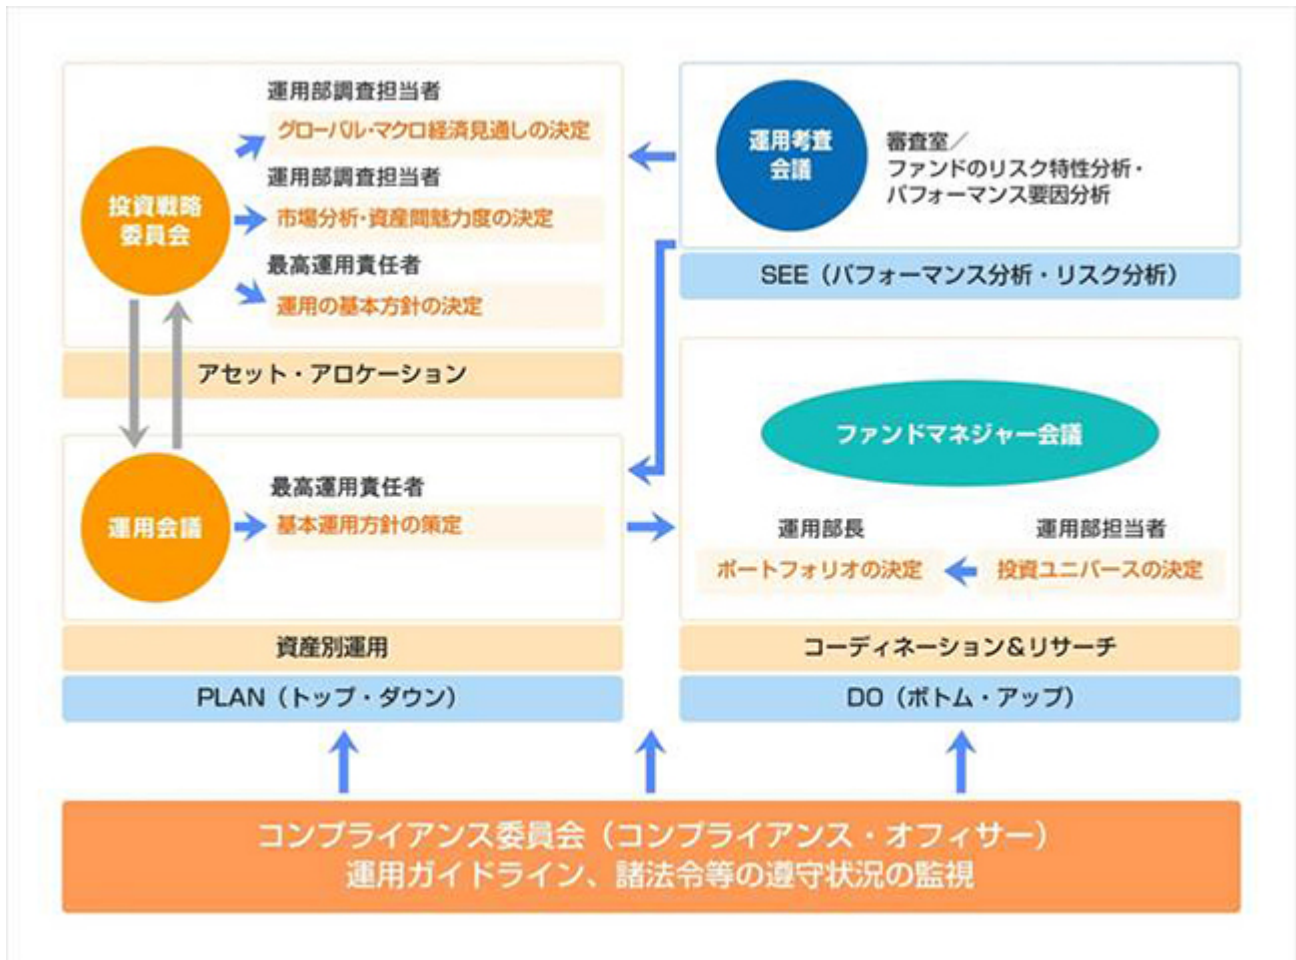 運用部調査担当者
グローバル・マクロ経済見通しの決定
投資戦略
委員会
運用部調査担当者
市場分析・資産間魅力度の決定
最高運用責任者
運用の基本方針の決定
アセット・アロケーション
運用考査
会議
審査室／
ファンドのリスク特性分析・
パフォーマンス要因分析
SEE（パフォーマンス分析・リスク分析）
運用会議
最高運用責任者
基本運用方針の策定
資産別運用
PLAN（トップ・ダウン）
ファンドマネジャー会議
運用部長
ポートフォリオの決定
運用部担当者
投資ユニバースの決定
コーディネーション＆リサーチ
DO（ボトム・アップ）
コンプライアンス委員会（コンプライアンス・オフィサー）
運用ガイドライン、諸法令等の遵守状況の監視